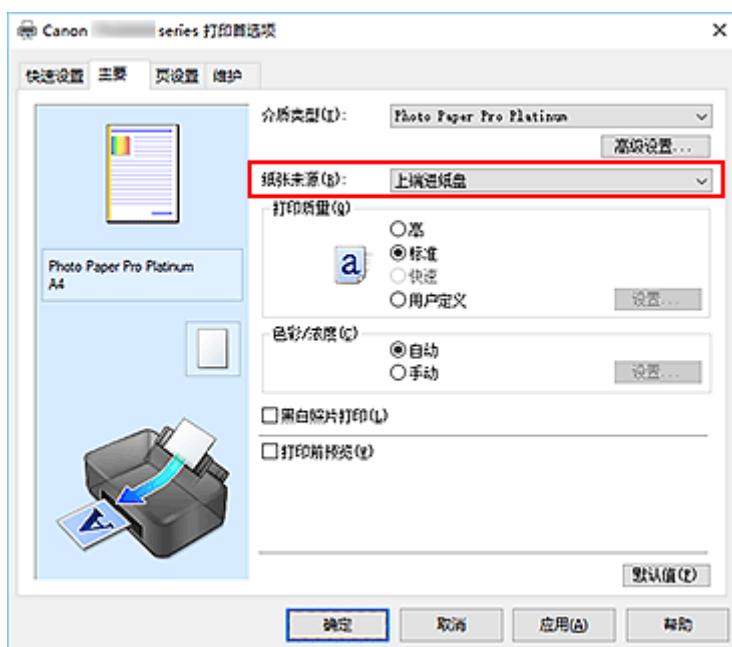 Canon series 打印首选项
快速设置 主要 页设置 维护
介质类型(I): Photo Paper Pro Platinum
高级设置...
纸张来源(B): 上端进纸盘
打印质量(Q)
高
标准
快速
用户定义 设置...
Photo Paper Pro Platinum
A4
色彩/浓度(C)
自动
手动 设置...
黑白照片打印(L)
打印前预览(V)
默认值(F)
确定 取消 应用(A) 帮助